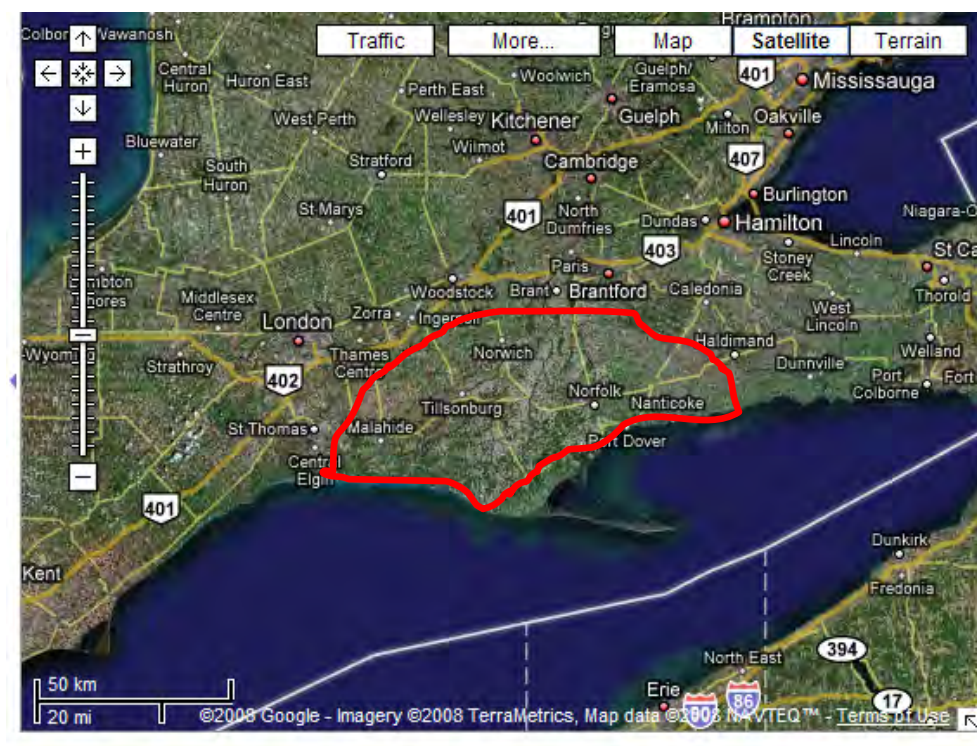 Colbor
Wawanosh
Brampton
Traffic
More...
Map
Satellite
Terrain
Central
Huron
Huron East
Perth East
Woolwich
Guelph/
Eramosa
401
Mississauga
West Perth
Wellesley
Kitchener
Guelph
Milton
Oakville
Bluewater
Wilmot
South
Huron
Stratford
Cambridge
407
St Marys
401
North
Dumfries
Dundas
Burlington
Hamilton
Niagara-O
403
Lincoln
Stoney
Creek
St Ca
Paris
Woodstock
Brant
Brantford
Caledonia
Thorold
Middlesex
Centre
Zorra
West
Lincoln
London
Haldimand
-Wyoming
Strathroy
Thames
Norwich
Dunnville
Welland
402
Port
Colborne
Fort
Norfolk
Tillsonburg
Nanticoke
St Thomas
Malahide
Port Dover
Central
Elgin
401
Kent
Dunkirk
Fredonia
North East
394
50 km
20 mi
Erie
86
17
©2008 Google - Imagery ©2008 TerraMetrics, Map data ©2008 NAVTEQ™ - Terms of Use